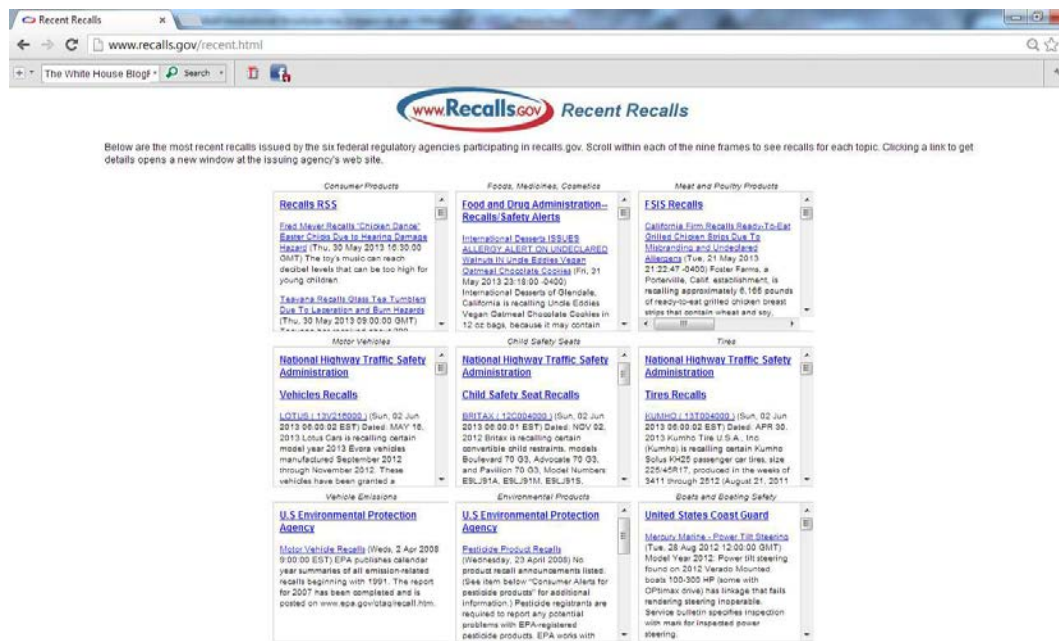 Recent Recalls
www.recalls.gov/recent.html
The White House Blog
Search
www.Recalls.GOV Recent Recalls
Below are the most recent recalls issued by the six federal regulatory agencies participating in recalls.gov. Scroll within each of the nine frames to see recalls for each topic. Clicking a link to get
details opens a new window at the issuing agency's web site.
Consumer Products
Recalls RSS
Fred Meyer Recalls "Chicken Dance"
Easter Chicks Due to Hearing Damage
Hazard (Thu, 30 May 2013 16:30:00
GMT) The toy's music can reach
decibel levels that can be too high for
young children.
Teavana Recalls Glass Tea Tumblers
Due To Laceration and Burn Hazards
(Thu, 30 May 2013 09:00:00 GMT)
Foods, Medicines, Cosmetics
Food and Drug Administration--
Recalls/Safety Alerts
International Desserts ISSUES
ALLERGY ALERT ON UNDECLARED
Walnuts IN Uncle Eddies Vegan
Oatmeal Chocolate Cookies (Fri, 31
May 2013 23:18:00 -0400)
International Desserts of Glendale,
California is recalling Uncle Eddies
Vegan Oatmeal Chocolate Cookies in
12 oz bags, because it may contain
Meat and Poultry Products
FSIS Recalls
California Firm Recalls Ready-To-Eat
Grilled Chicken Strips Due To
Misbranding and Undeclared
Allergens (Tue, 21 May 2013
21:22:47 -0400) Foster Farms, a
Porterville, Calif. establishment, is
recalling approximately 6,165 pounds
of ready-to-eat grilled chicken breast
strips that contain wheat and soy,
Motor Vehicles
National Highway Traffic Safety
Administration
Vehicles Recalls
LOTUS ( 13V216000 ) (Sun, 02 Jun
2013 06:00:02 EST) Dated: MAY 16,
2013 Lotus Cars is recalling certain
model year 2013 Evora vehicles
manufactured September 2012
through November 2012. These
vehicles have been granted a
Child Safety Seats
National Highway Traffic Safety
Administration
Child Safety Seat Recalls
BRITAX ( 12C004000 ) (Sun, 02 Jun
2013 06:00:01 EST) Dated: NOV 02,
2012 Britax is recalling certain
convertible child restraints, models
Boulevard 70 G3, Advocate 70 G3,
and Pavilion 70 G3, Model Numbers
E9LJ91A, E9LJ91M, E9LJ91S,
Tires
National Highway Traffic Safety
Administration
Tires Recalls
KUMHO ( 13T004000 ) (Sun, 02 Jun
2013 06:00:02 EST) Dated: APR 30,
2013 Kumho Tire U.S.A., Inc.
(Kumho) is recalling certain Kumho
Solus KH25 passenger car tires, size
225/45R17, produced in the weeks of
3411 through 2512 (August 21, 2011
Vehicle Emissions
U.S Environmental Protection
Agency
Motor Vehicle Recalls (Weds, 2 Apr 2008
9:00:00 EST) EPA publishes calendar
year summaries of all emission-related
recalls beginning with 1991. The report
for 2007 has been completed and is
posted on www.epa.gov/otaq/recall.htm.
Environmental Products
U.S Environmental Protection
Agency
Pesticide Product Recalls
(Wednesday, 23 April 2008) No
product recall announcements listed.
(See item below "Consumer Alerts for
pesticide products" for additional
information.) Pesticide registrants are
required to report any potential
problems with EPA-registered
pesticide products. EPA works with
Boats and Boating Safety
United States Coast Guard
Mercury Marine - Power Tilt Steering
(Tue, 28 Aug 2012 12:00:00 GMT)
Model Year 2012: Power tilt steering
found on 2012 Verado Mounted
boats 100-300 HP (some with
OPtimax drive) has linkage that fails
rendering steering inoperable.
Service bulletin specifies inspection
with mark for inspected power
steering.